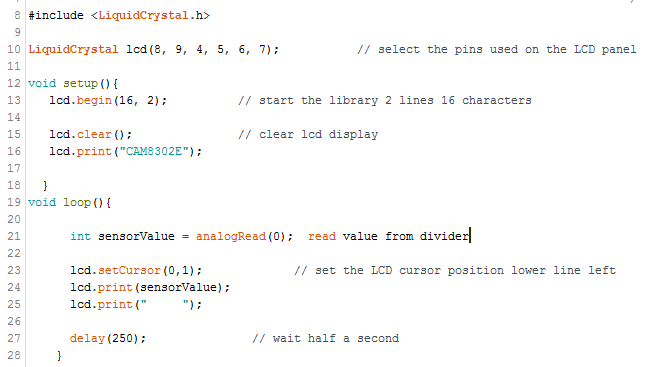 8 #include <LiquidCrystal.h>
9
10 LiquidCrystal lcd(8, 9, 4, 5, 6, 7);           // select the pins used on the LCD panel
11
12 void setup(){
13    lcd.begin(16, 2);          // start the library 2 lines 16 characters
14
15    lcd.clear();               // clear lcd display
16    lcd.print("CAM8302E");
17
18   }
19 void loop(){
20
21       int sensorValue = analogRead(0);  read value from divider
22
23       lcd.setCursor(0,1);             // set the LCD cursor position lower line left
24       lcd.print(sensorValue);
25       lcd.print("     ");
26
27       delay(250);               // wait half a second
28     }